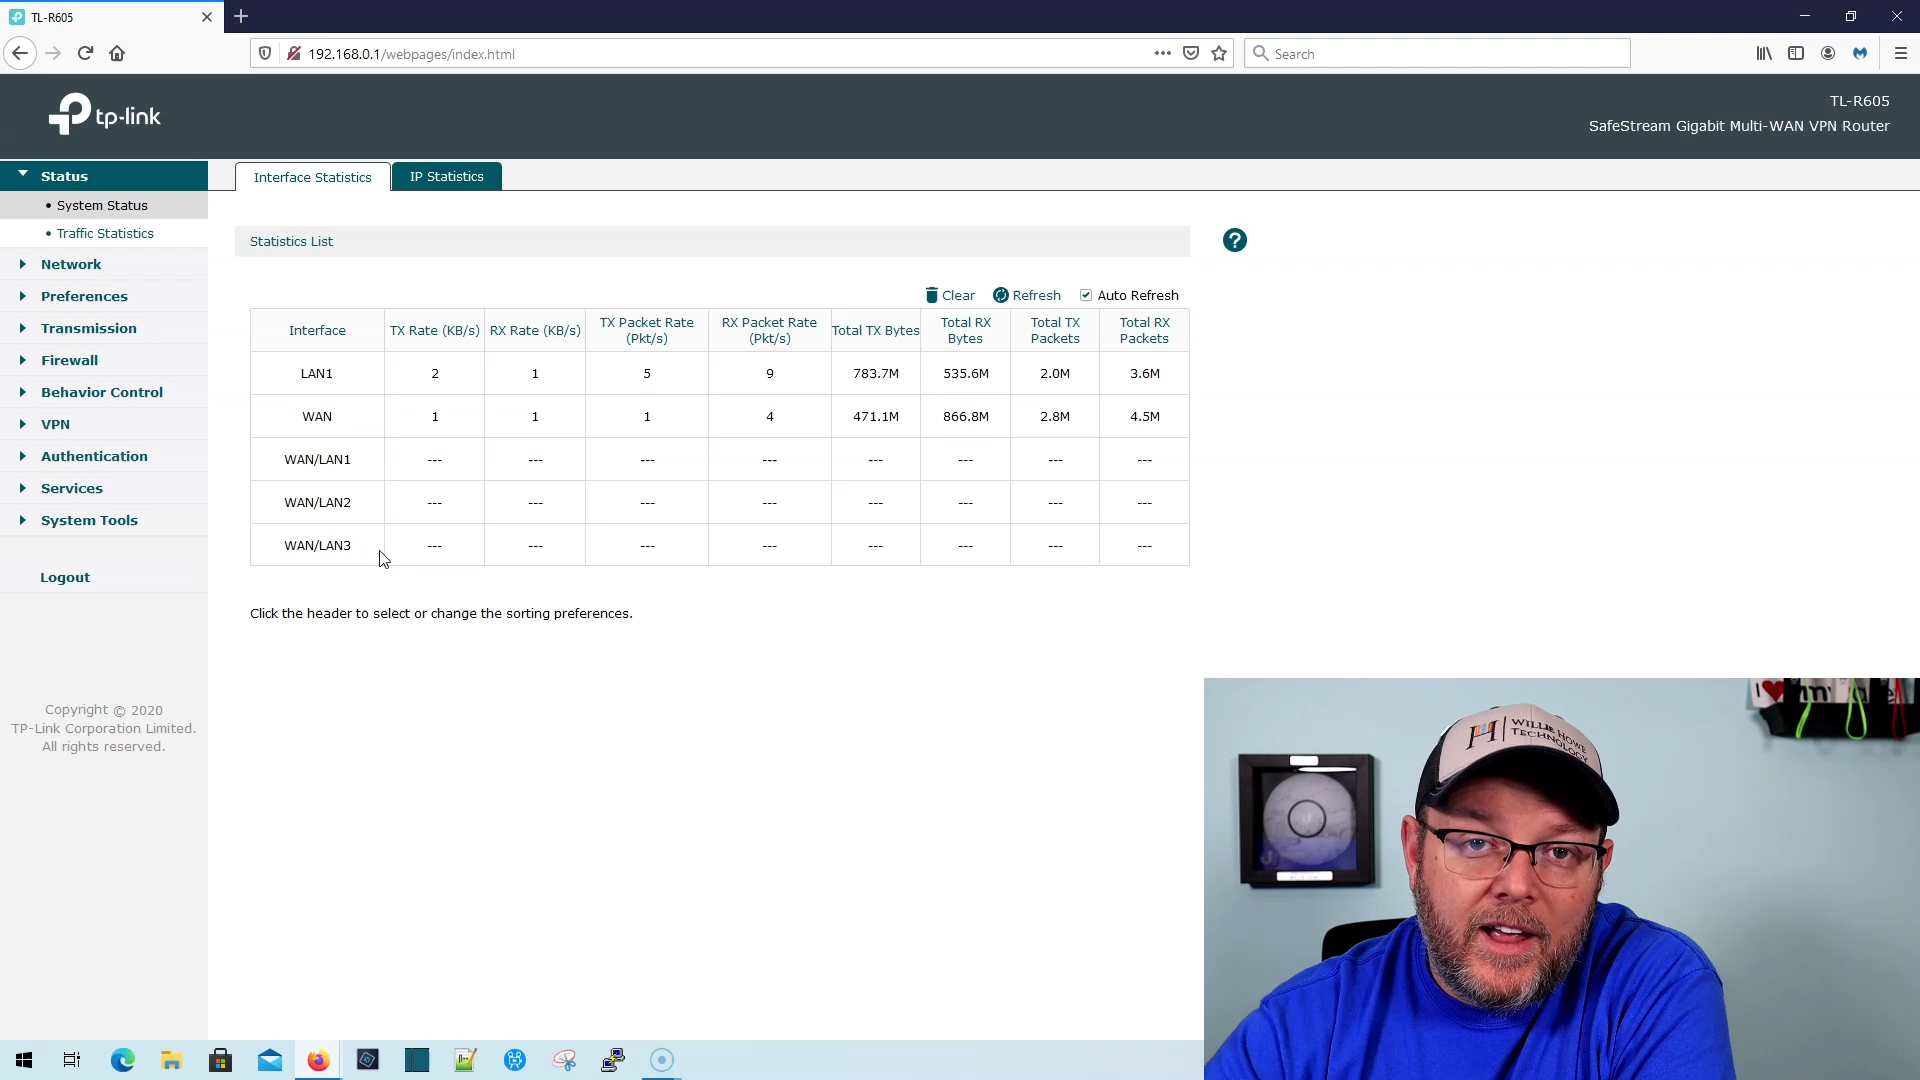 TL-R605
192.168.0.1/webpages/index.html
Search
tp-link
TL-R605
SafeStream Gigabit Multi-WAN VPN Router
Status
• System Status
• Traffic Statistics
Network
Preferences
Transmission
Firewall
Behavior Control
VPN
Authentication
Services
System Tools
Logout
Copyright © 2020
TP-Link Corporation Limited.
All rights reserved.
Interface Statistics
IP Statistics
Statistics List
?
Clear Refresh Auto Refresh
Interface TX Rate (KB/s) RX Rate (KB/s) TX Packet Rate (Pkt/s) RX Packet Rate (Pkt/s) Total TX Bytes Total RX Bytes Total TX Packets Total RX Packets
LAN1 2 1 5 9 783.7M 535.6M 2.0M 3.6M
WAN 1 1 1 4 471.1M 866.8M 2.8M 4.5M
WAN/LAN1 --- --- --- --- --- --- --- ---
WAN/LAN2 --- --- --- --- --- --- --- ---
WAN/LAN3 --- --- --- --- --- --- --- ---
Click the header to select or change the sorting preferences.
H WILLIE HOWE
TECHNOLOGY